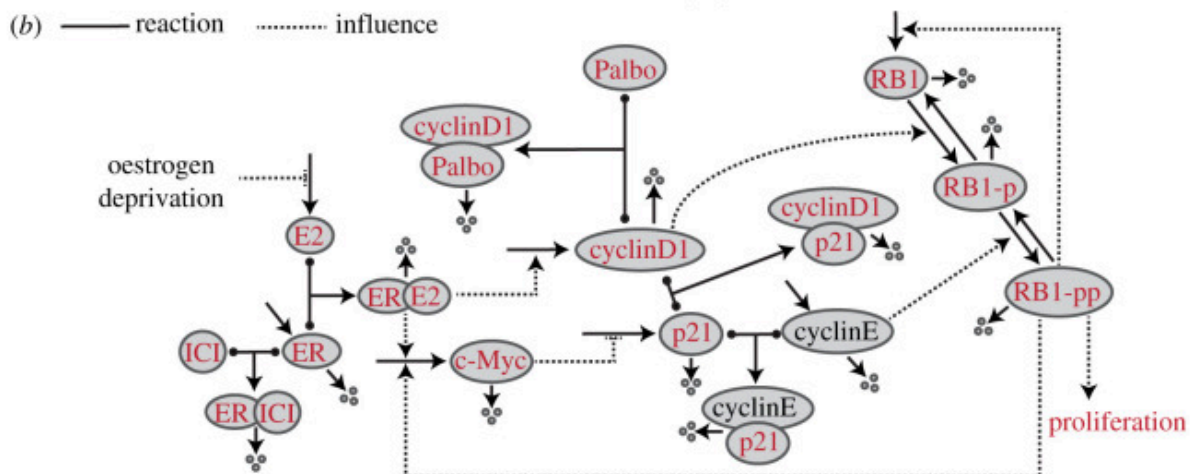 (b) reaction influence
Palbo
RB1
cyclinD1
Palbo
oestrogen
deprivation
RB1-p
cyclinD1
p21
E2
cyclinD1
ER E2
RB1-pp
ICI
ER
c-Myc
p21
cyclinE
ER ICI
cyclinE
p21
proliferation